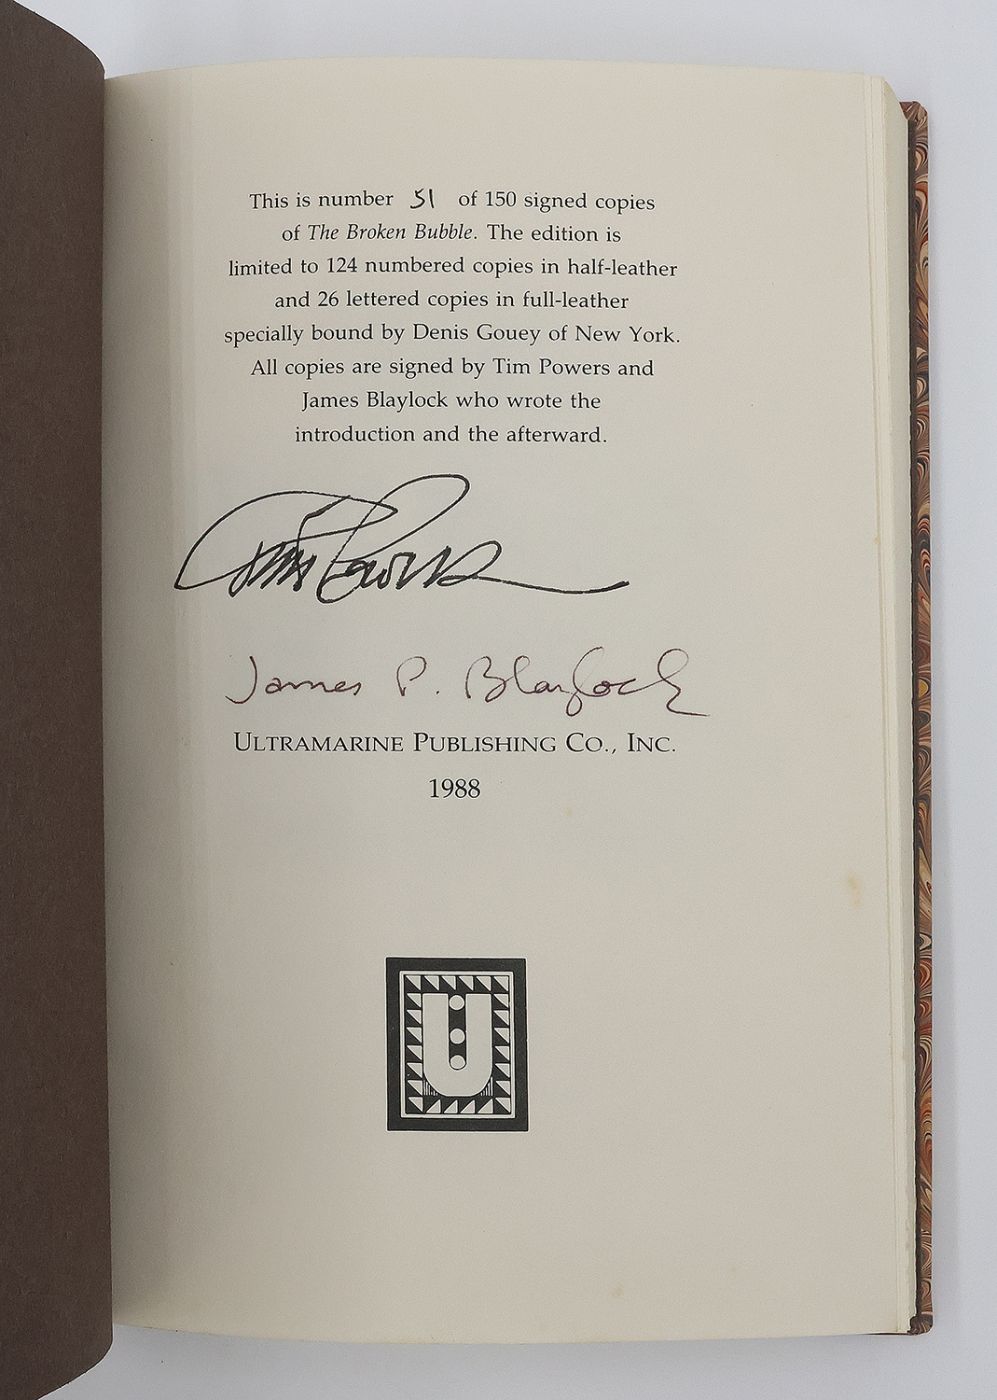 This is number 51 of 150 signed copies
of The Broken Bubble. The edition is
limited to 124 numbered copies in half-leather
and 26 lettered copies in full-leather
specially bound by Denis Gouey of New York.
All copies are signed by Tim Powers and
James Blaylock who wrote the
introduction and the afterward.
Tim Powers
James P. Blaylock
ULTRAMARINE PUBLISHING CO., INC.
1988
U